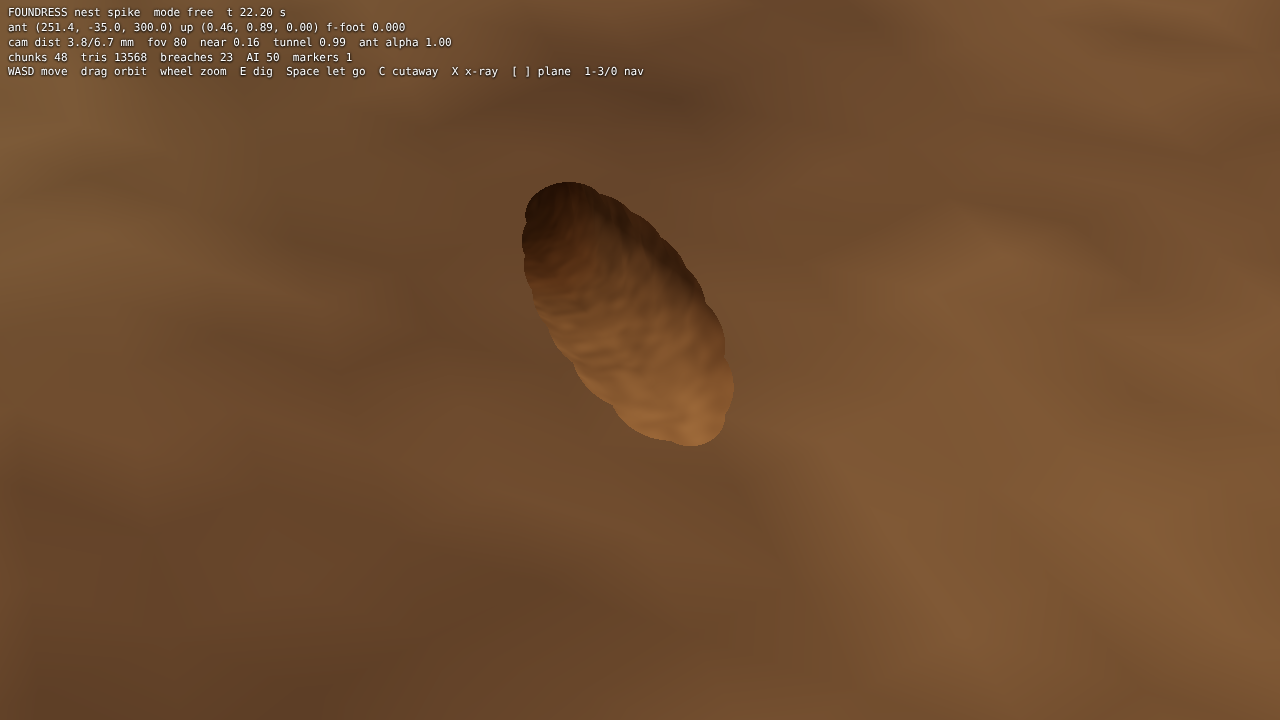 FOUNDRESS nest spike  mode free  t 22.20 s
ant (251.4, -35.0, 300.0) up (0.46, 0.89, 0.00) f-foot 0.000
cam dist 3.8/6.7 mm  fov 80  near 0.16  tunnel 0.99  ant alpha 1.00
chunks 48  tris 13568  breaches 23  AI 50  markers 1
WASD move  drag orbit  wheel zoom  E dig  Space let go  C cutaway  X x-ray  [ ] plane  1-3/0 nav